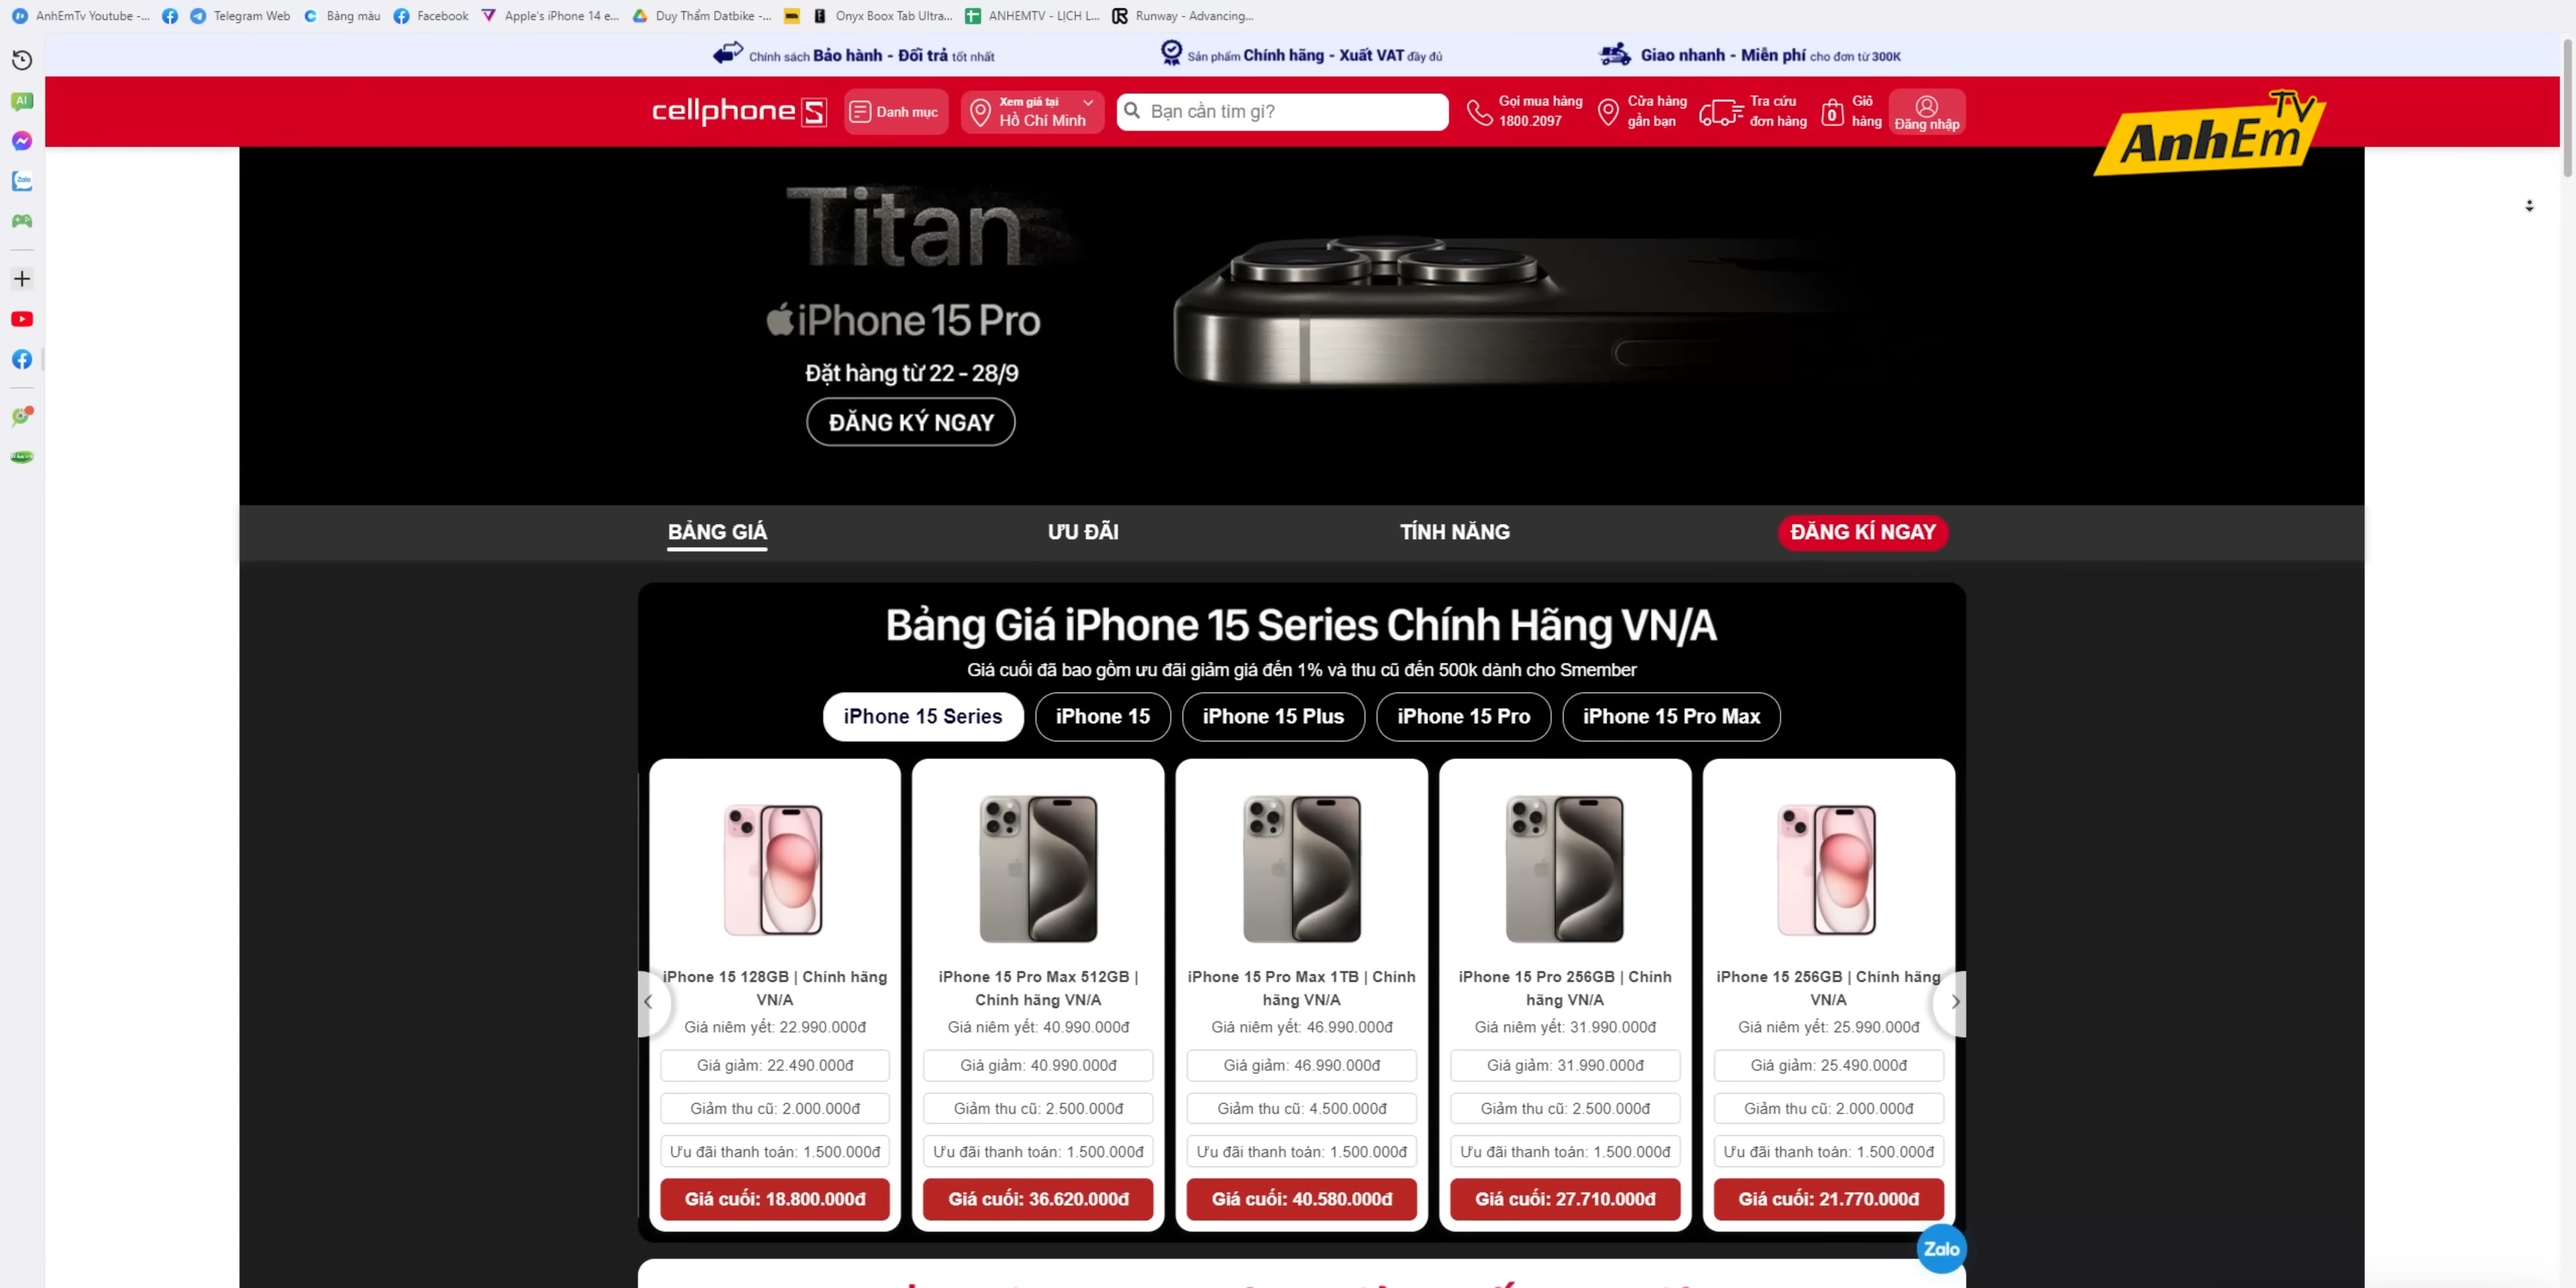 AnhEmTv Youtube -...
Telegram Web
Bảng màu
Facebook
Apple's iPhone 14 e...
Duy Thẩm Datbike -...
Onyx Boox Tab Ultra...
ANHEMTV - LỊCH L...
Runway - Advancing...
Chính sách Bảo hành - Đổi trả tốt nhất
Sản phẩm Chính hãng - Xuất VAT đầy đủ
Giao nhanh - Miễn phí cho đơn từ 300K
cellphoneS
Danh mục
Xem giá tại
Hồ Chí Minh
Bạn cần tìm gì?
Gọi mua hàng
1800.2097
Cửa hàng
gần bạn
Tra cứu
đơn hàng
0
Giỏ
hàng
Đăng nhập
AnhEm TV
AI
Zalo
Titan
iPhone 15 Pro
Đặt hàng từ 22 - 28/9
ĐĂNG KÝ NGAY
BẢNG GIÁ
ƯU ĐÃI
TÍNH NĂNG
ĐĂNG KÍ NGAY
Bảng Giá iPhone 15 Series Chính Hãng VN/A
Giá cuối đã bao gồm ưu đãi giảm giá đến 1% và thu cũ đến 500k dành cho Smember
iPhone 15 Series
iPhone 15
iPhone 15 Plus
iPhone 15 Pro
iPhone 15 Pro Max
iPhone 15 128GB | Chính hãng
VN/A
Giá niêm yết: 22.990.000đ
Giá giảm: 22.490.000đ
Giảm thu cũ: 2.000.000đ
Ưu đãi thanh toán: 1.500.000đ
Giá cuối: 18.800.000đ
iPhone 15 Pro Max 512GB |
Chính hãng VN/A
Giá niêm yết: 40.990.000đ
Giá giảm: 40.990.000đ
Giảm thu cũ: 2.500.000đ
Ưu đãi thanh toán: 1.500.000đ
Giá cuối: 36.620.000đ
iPhone 15 Pro Max 1TB | Chính
hãng VN/A
Giá niêm yết: 46.990.000đ
Giá giảm: 46.990.000đ
Giảm thu cũ: 4.500.000đ
Ưu đãi thanh toán: 1.500.000đ
Giá cuối: 40.580.000đ
iPhone 15 Pro 256GB | Chính
hãng VN/A
Giá niêm yết: 31.990.000đ
Giá giảm: 31.990.000đ
Giảm thu cũ: 2.500.000đ
Ưu đãi thanh toán: 1.500.000đ
Giá cuối: 27.710.000đ
iPhone 15 256GB | Chính hãng
VN/A
Giá niêm yết: 25.990.000đ
Giá giảm: 25.490.000đ
Giảm thu cũ: 2.000.000đ
Ưu đãi thanh toán: 1.500.000đ
Giá cuối: 21.770.000đ
Zalo